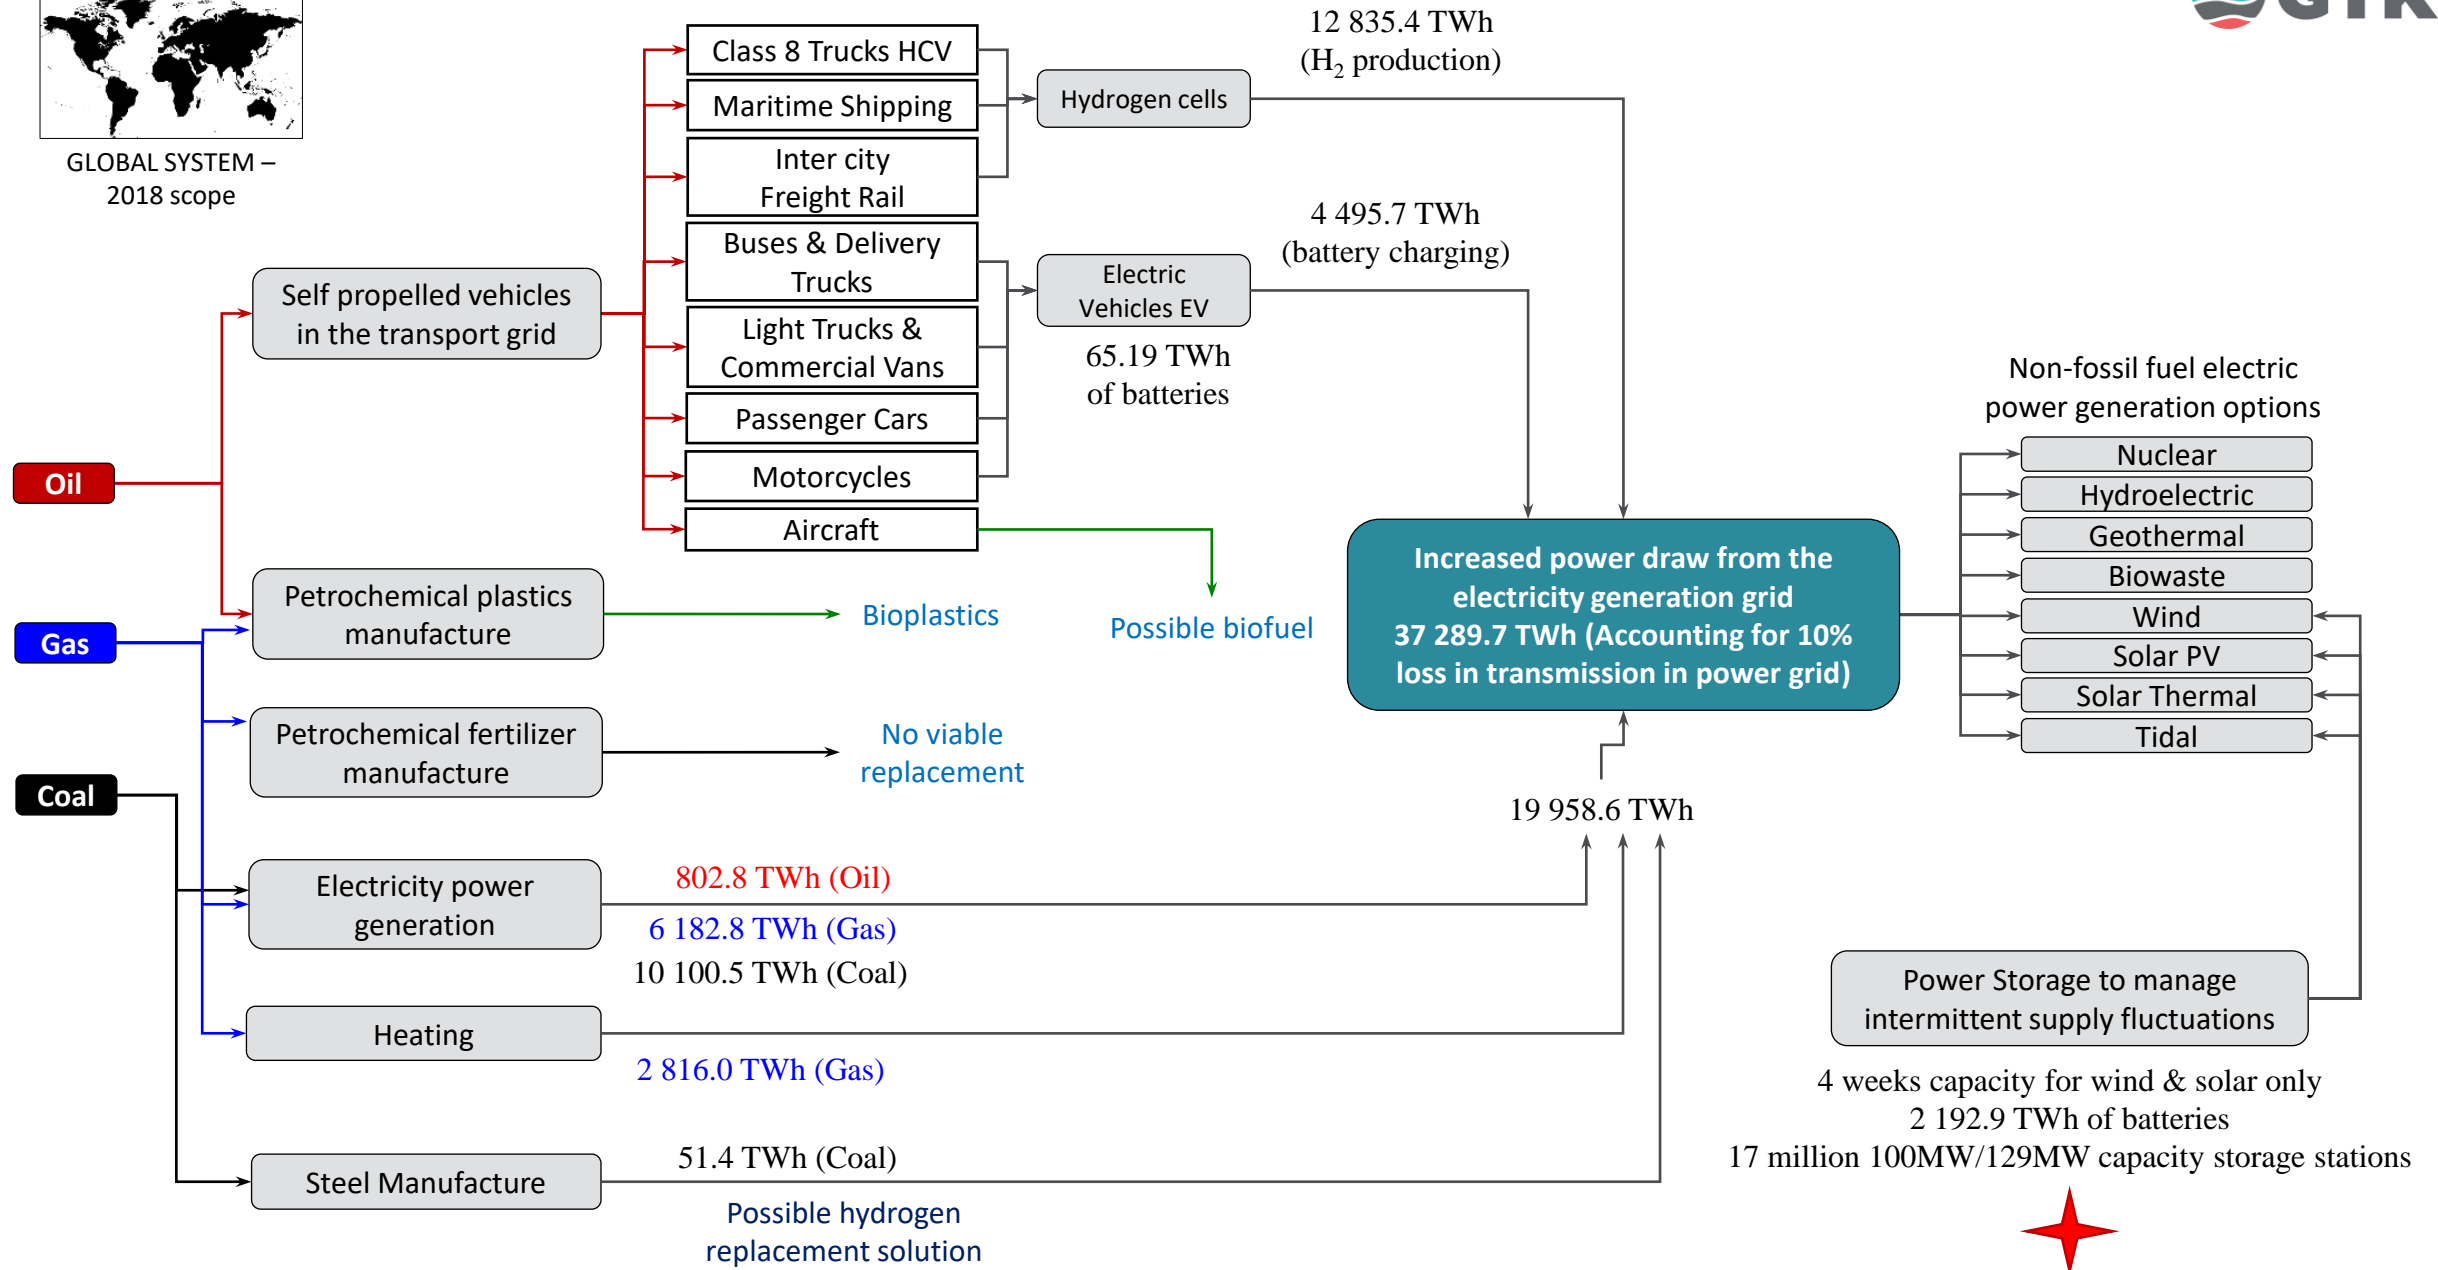 GLOBAL SYSTEM –
2018 scope
GTK
Oil
Gas
Coal
Self propelled vehicles
in the transport grid
Petrochemical plastics
manufacture
Petrochemical fertilizer
manufacture
Electricity power
generation
Heating
Steel Manufacture
Class 8 Trucks HCV
Maritime Shipping
Inter city
Freight Rail
Buses & Delivery
Trucks
Light Trucks &
Commercial Vans
Passenger Cars
Motorcycles
Aircraft
Hydrogen cells
12 835.4 TWh
(H₂ production)
Electric
Vehicles EV
65.19 TWh
of batteries
4 495.7 TWh
(battery charging)
Bioplastics
Possible biofuel
No viable
replacement
802.8 TWh (Oil)
6 182.8 TWh (Gas)
10 100.5 TWh (Coal)
2 816.0 TWh (Gas)
51.4 TWh (Coal)
Possible hydrogen
replacement solution
19 958.6 TWh
Increased power draw from the
electricity generation grid
37 289.7 TWh (Accounting for 10%
loss in transmission in power grid)
Non-fossil fuel electric
power generation options
Nuclear
Hydroelectric
Geothermal
Biowaste
Wind
Solar PV
Solar Thermal
Tidal
Power Storage to manage
intermittent supply fluctuations
4 weeks capacity for wind & solar only
2 192.9 TWh of batteries
17 million 100MW/129MW capacity storage stations